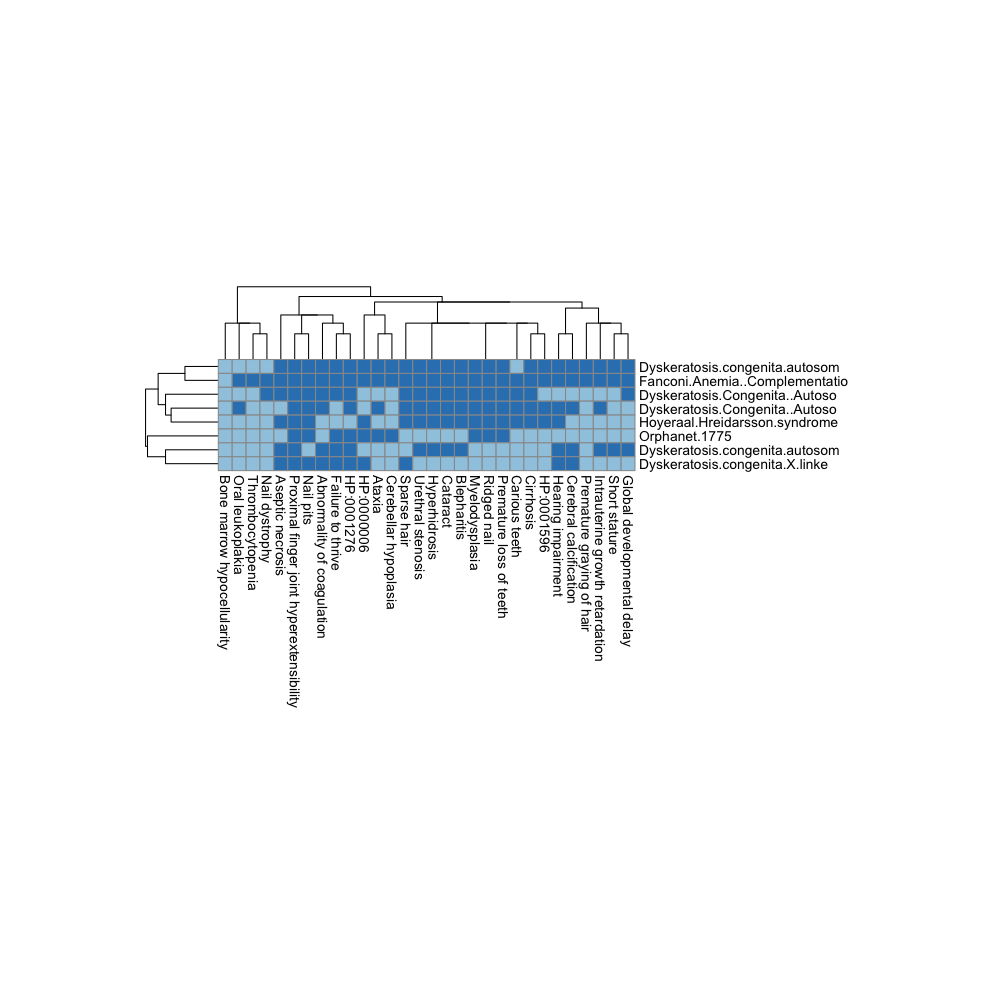 Dyskeratosis.congenita.autosom
Fanconi.Anemia..Complementatio
Dyskeratosis.Congenita..Autoso
Dyskeratosis.Congenita..Autoso
Hoyeraal.Hreidarsson.syndrome
Orphanet.1775
Dyskeratosis.congenita.autosom
Dyskeratosis.congenita.X.linke
Bone marrow hypocellularity
Oral leukoplakia
Thrombocytopenia
Nail dystrophy
Aseptic necrosis
Proximal finger joint hyperextensibility
Nail pits
Abnormality of coagulation
Failure to thrive
HP:0001276
HP:0000006
Ataxia
Cerebellar hypoplasia
Sparse hair
Urethral stenosis
Hyperhidrosis
Cataract
Blepharitis
Myelodysplasia
Ridged nail
Premature loss of teeth
Carious teeth
Cirrhosis
HP:0001596
Hearing impairment
Cerebral calcification
Premature graying of hair
Intrauterine growth retardation
Short stature
Global developmental delay